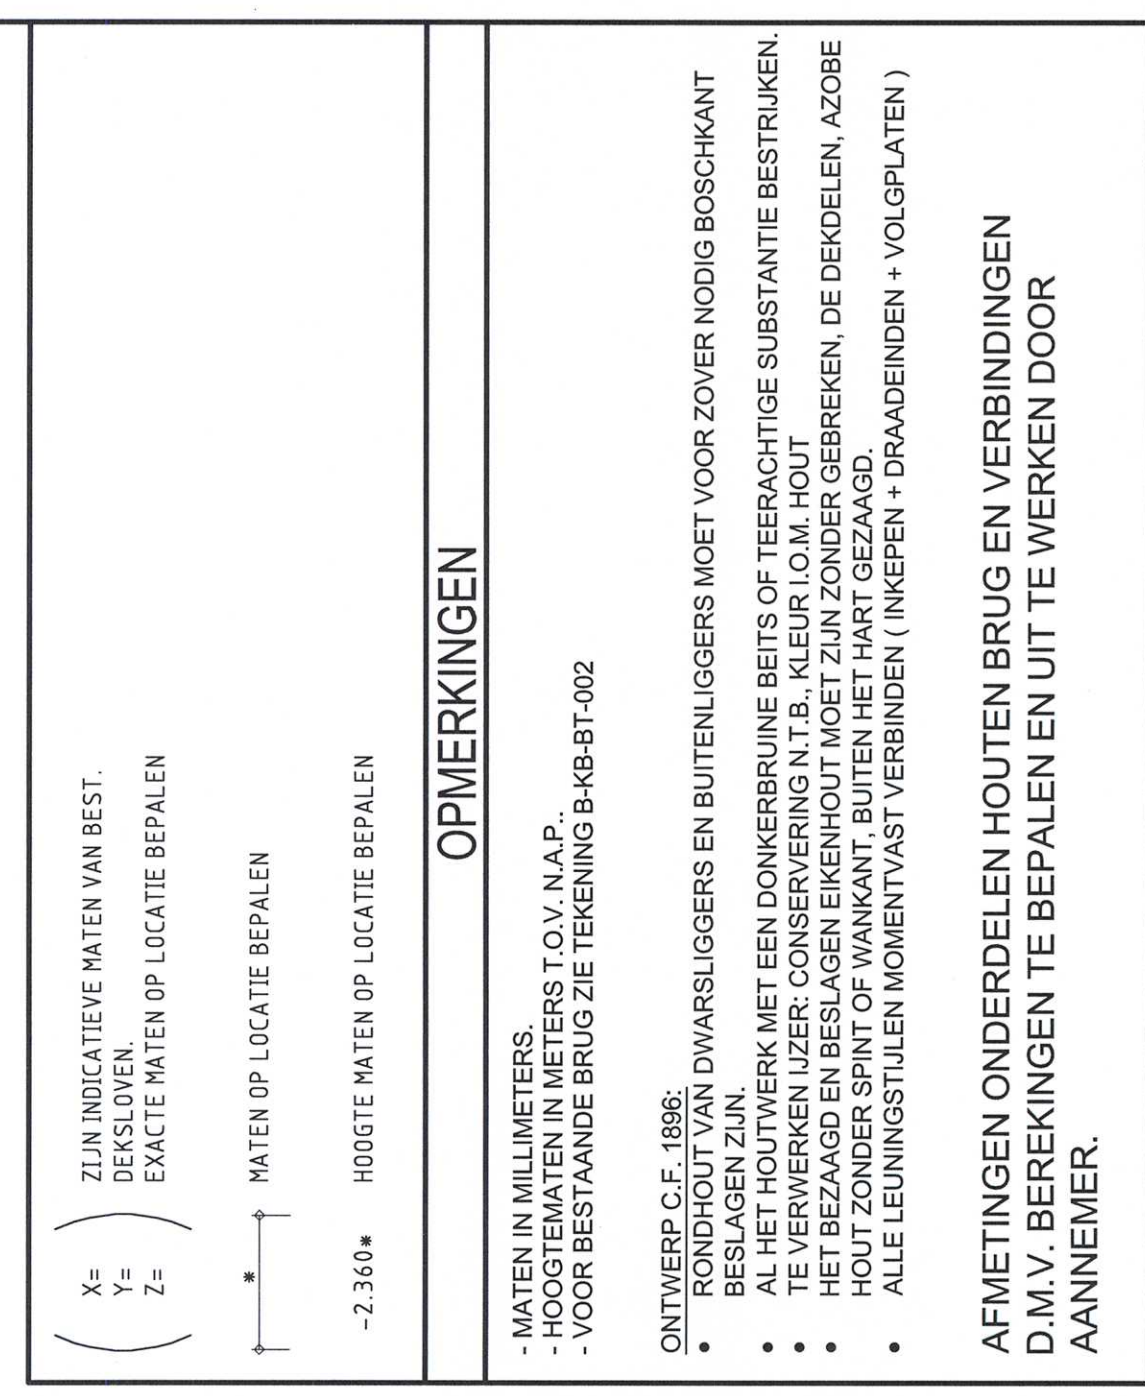 X= ZIJN INDICATIEVE MATEN VAN BEST.
Y= DEKSLOVEN.
Z= EXACTE MATEN OP LOCATIE BEPALEN
* MATEN OP LOCATIE BEPALEN
-2.360* HOOGTE MATEN OP LOCATIE BEPALEN
OPMERKINGEN
- MATEN IN MILLIMETERS.
- HOOGTEMATEN IN METERS T.O.V. N.A.P..
- VOOR BESTAANDE BRUG ZIE TEKENING B-KB-BT-002
ONTWERP C.F. 1896:
• RONDHOUT VAN DWARSLIGGERS EN BUITENLIGGERS MOET VOOR ZOVER NODIG BOSCHKANT
BESLAGEN ZIJN.
• AL HET HOUTWERK MET EEN DONKERBRUINE BEITS OF TEERACHTIGE SUBSTANTIE BESTRIJKEN.
• TE VERWERKEN IJZER: CONSERVERING N.T.B., KLEUR I.O.M. HOUT
• HET BEZAAGD EN BESLAGEN EIKENHOUT MOET ZIJN ZONDER GEBREKEN, DE DEKDELEN, AZOBE
HOUT ZONDER SPINT OF WANKANT, BUITEN HET HART GEZAAGD.
• ALLE LEUNINGSTIJLEN MOMENTVAST VERBINDEN ( INKEPEN + DRAADEINDEN + VOLGPLATEN )
AFMETINGEN ONDERDELEN HOUTEN BRUG EN VERBINDINGEN
D.M.V. BEREKINGEN TE BEPALEN EN UIT TE WERKEN DOOR
AANNEMER.